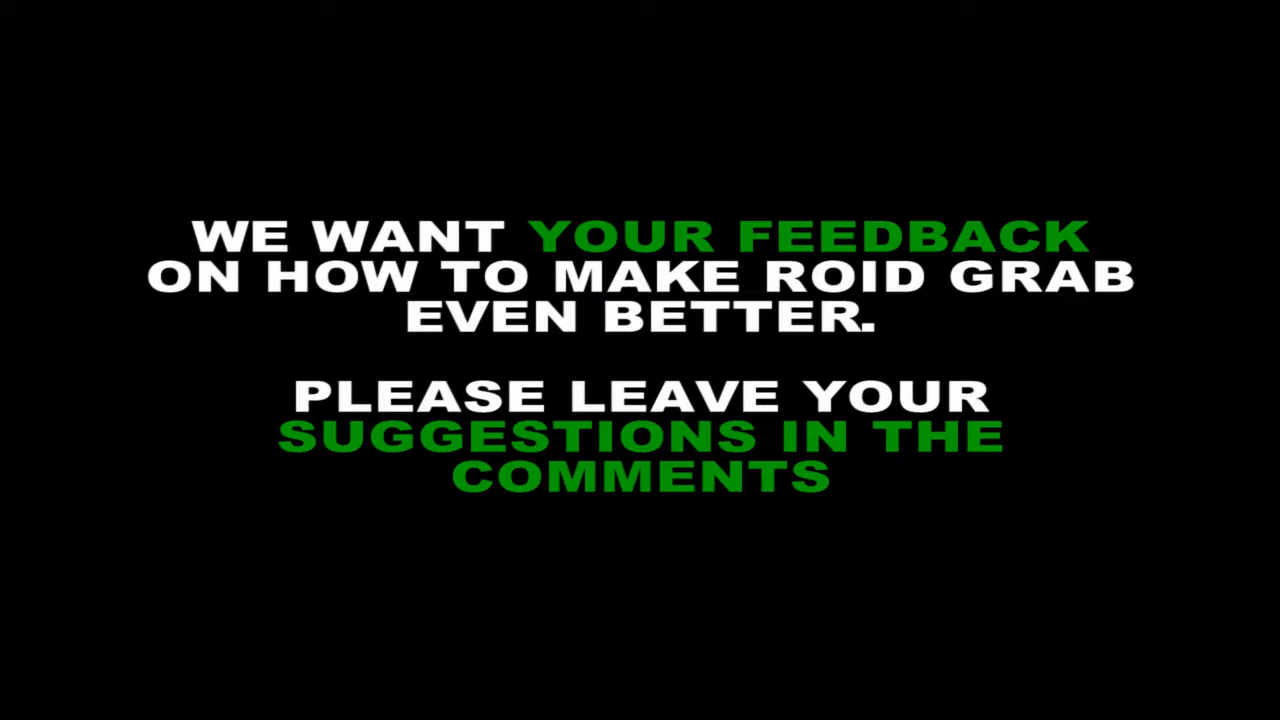 WE WANT YOUR FEEDBACK
ON HOW TO MAKE ROID GRAB
EVEN BETTER.
PLEASE LEAVE YOUR
SUGGESTIONS IN THE
COMMENTS